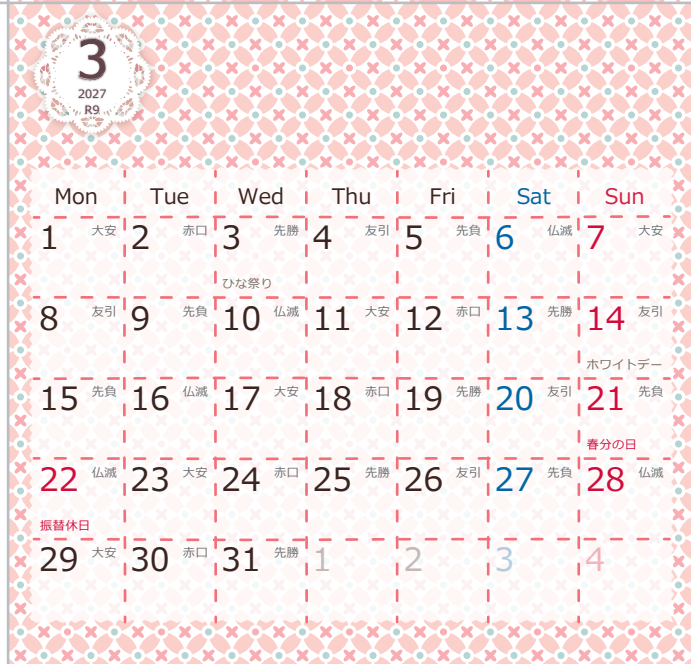 3
2027
R9
Mon Tue Wed Thu Fri Sat Sun
1 大安 2 赤口 3 先勝 4 友引 5 先負 6 仏滅 7 大安
ひな祭り
8 友引 9 先負 10 仏滅 11 大安 12 赤口 13 先勝 14 友引
ホワイトデー
15 先負 16 仏滅 17 大安 18 赤口 19 先勝 20 友引 21 先負
春分の日
22 仏滅 23 大安 24 赤口 25 先勝 26 友引 27 先負 28 仏滅
振替休日
29 大安 30 赤口 31 先勝 1 2 3 4